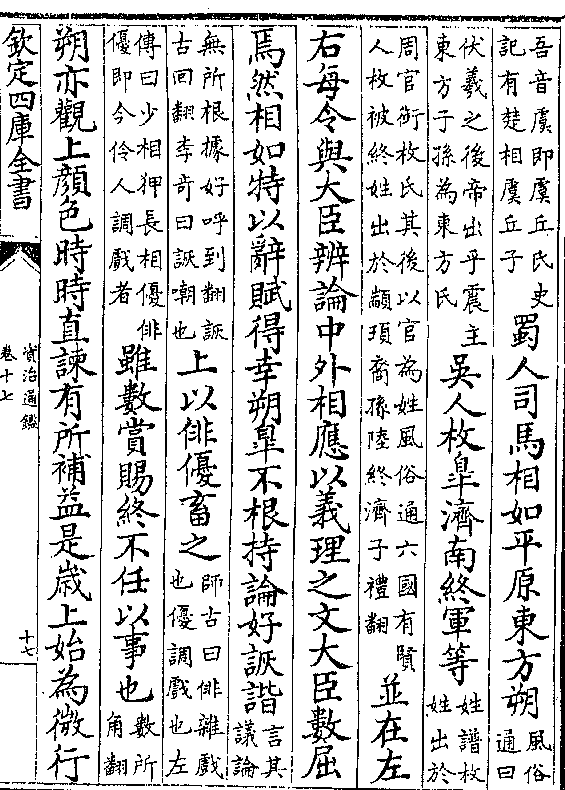 吾音虞即虞丘氏史
記有楚相虞丘子
蜀人司馬相如平原東方朔
風俗
通曰
伏羲之後帝出乎震主
東方子孫為東方氏
吳人枚皐濟南終軍等
姓譜枚
姓出於
周官銜枚氏其後以官為姓風俗通六國有賢
人枚被終姓出於顓頊裔孫陸終濟子禮翻
並在左
右每令與大臣辨論中外相應以義理之文大臣數屈
焉然相如特以辭賦得幸朔皐不根持論好詼諧
言其
議論
無所根據好呼到翻詼
古回翻李奇曰詼嘲也
上以俳優畜之
師古曰俳雜戲
也優調戲也左
傳曰少相狎長相優俳
優即今伶人調戲者
雖數賞賜終不任以事也
數所
角翻
朔亦觀上顔色時時直諫有所補益是歲上始為微行
欽定四庫全書
資治通鑑
卷十七
十七